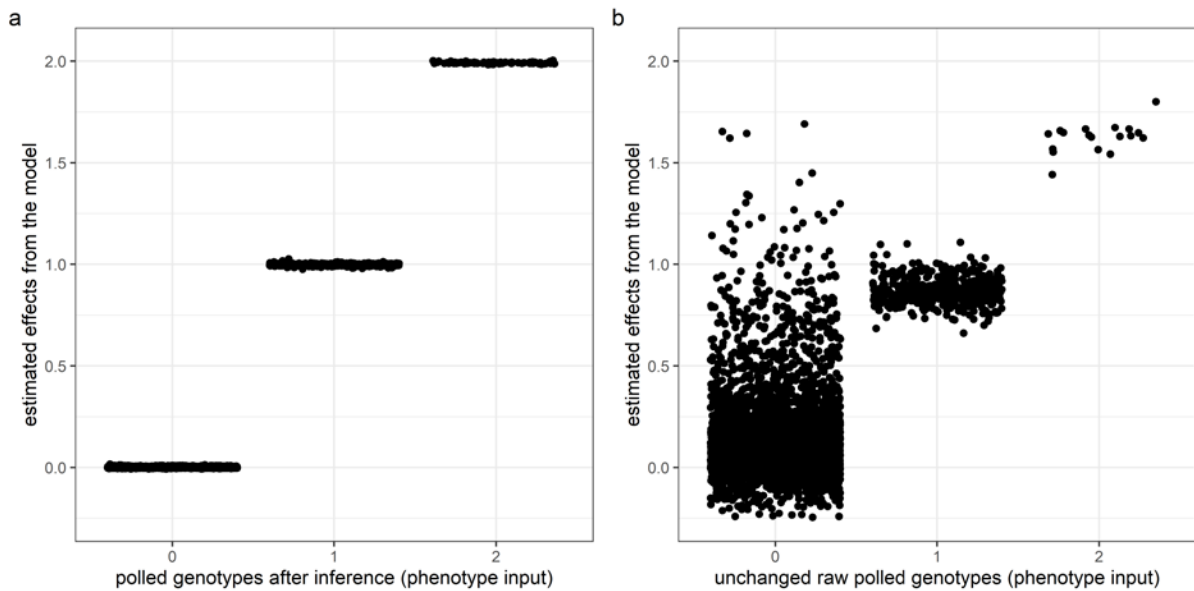 a
estimated effects from the model
2.0
1.5
1.0
0.5
0.0
0 1 2
polled genotypes after inference (phenotype input)
b
estimated effects from the model
2.0
1.5
1.0
0.5
0.0
0 1 2
unchanged raw polled genotypes (phenotype input)